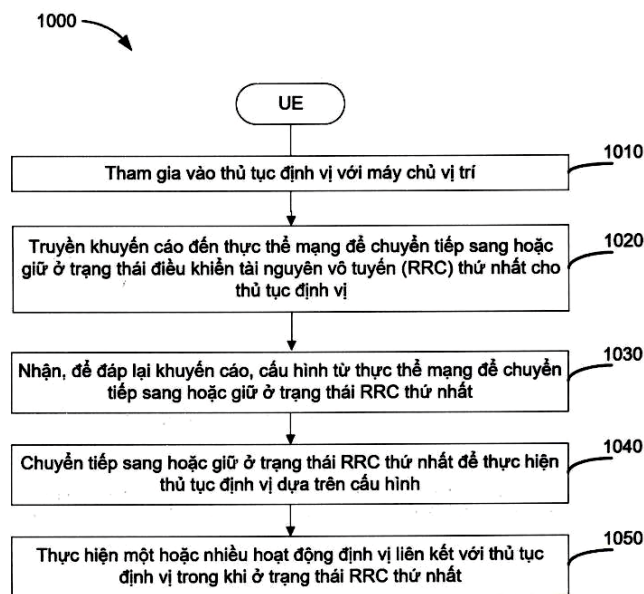 1000
UE
1010
Tham gia vào thủ tục định vị với máy chủ vị trí
1020
Truyền khuyến cáo đến thực thể mạng để chuyển tiếp sang hoặc
giữ ở trạng thái điều khiển tài nguyên vô tuyến (RRC) thứ nhất cho
thủ tục định vị
1030
Nhận, để đáp lại khuyến cáo, cấu hình từ thực thể mạng để chuyển
tiếp sang hoặc giữ ở trạng thái RRC thứ nhất
1040
Chuyển tiếp sang hoặc giữ ở trạng thái RRC thứ nhất để thực hiện
thủ tục định vị dựa trên cấu hình
1050
Thực hiện một hoặc nhiều hoạt động định vị liên kết với thủ tục
định vị trong khi ở trạng thái RRC thứ nhất